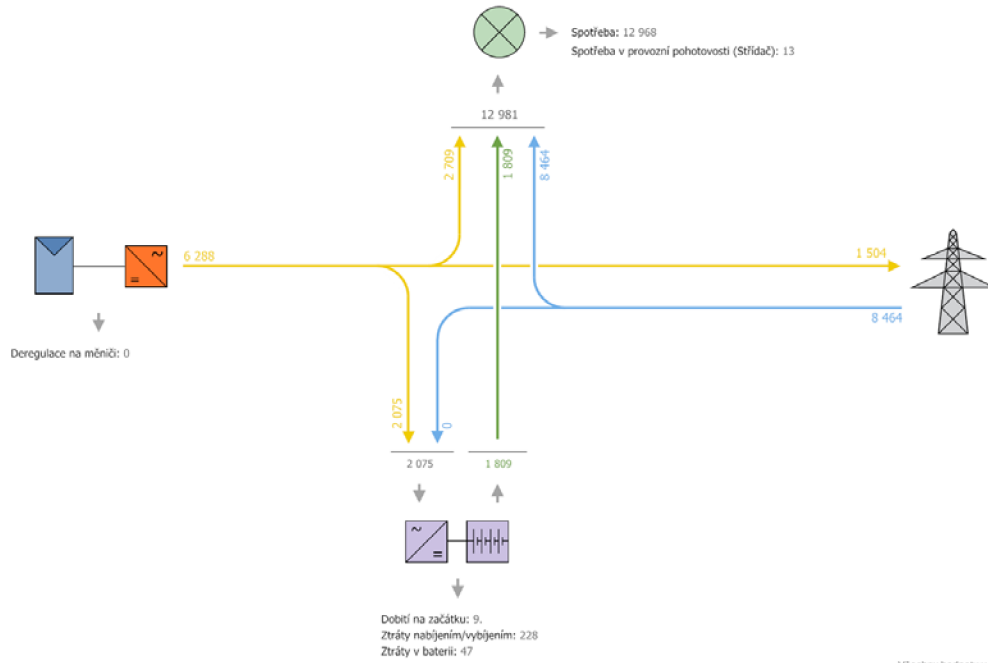 Spotřeba: 12 968
Spotřeba v provozní pohotovosti (Střídač): 13
12 981
2 709
1 809
8 464
6 288
1 504
8 464
Deregulace na měniči: 0
2 075
0
2 075
1 809
Dobití na začátku: 9.
Ztráty nabíjením/vybíjením: 228
Ztráty v baterii: 47